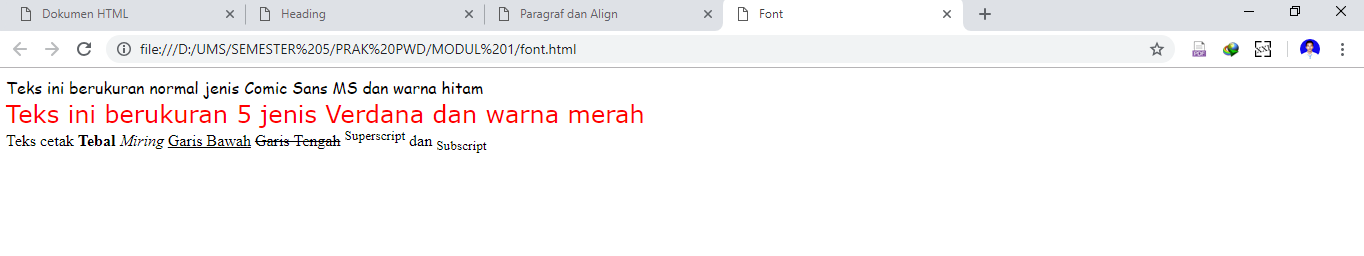 Dokumen HTML Heading Paragraf dan Align Font
file:///D:/UMS/SEMESTER%205/PRAK%20PWD/MODUL%201/font.html
Teks ini berukuran normal jenis Comic Sans MS dan warna hitam
Teks ini berukuran 5 jenis Verdana dan warna merah
Teks cetak Tebal Miring Garis Bawah Garis Tengah Superscript dan Subscript